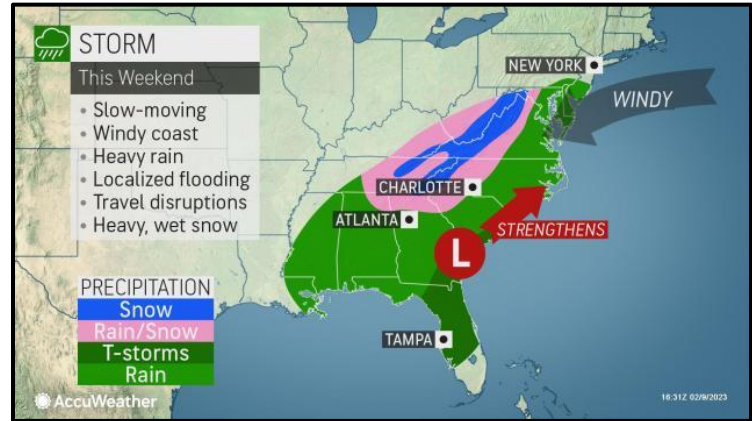 STORM
This Weekend
• Slow-moving
• Windy coast
• Heavy rain
• Localized flooding
• Travel disruptions
• Heavy, wet snow
NEW YORK
WINDY
CHARLOTTE
ATLANTA
STRENGTHENS
L
TAMPA
PRECIPITATION
Snow
Rain/Snow
T-storms
Rain
AccuWeather
16:31Z 02/9/2023